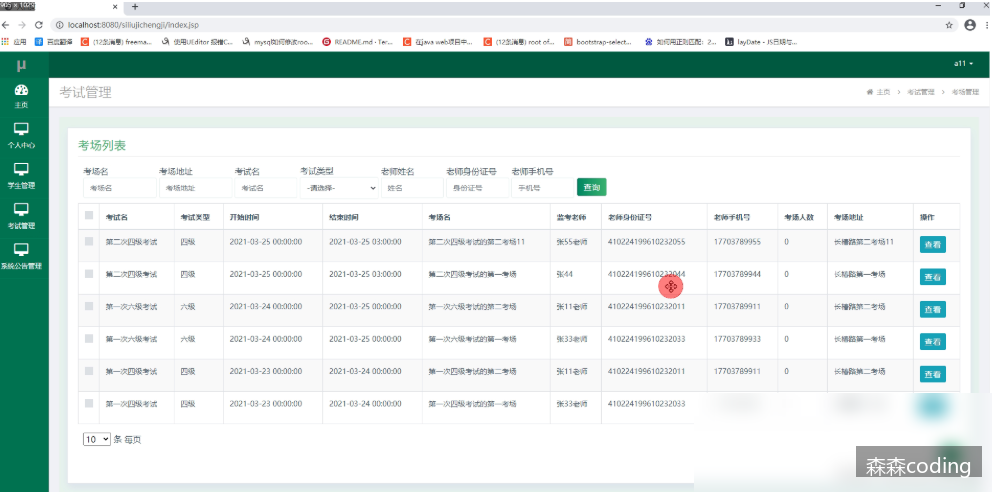 905 x 1029
localhost:8080/siliujichengji/index.jsp
应用 百度翻译 (12条消息) freema... 使用UEditor 报错C... mysql如何修改roo... README.md · Ter... 在java web项目中... (12条消息) root of... bootstrap-select... 如何用正则匹配：2... layDate - JS日期与...
μ
a11
主页
个人中心
学生管理
考试管理
系统公告管理
考试管理
主页 > 考试管理 > 考场管理
考场列表
考场名 考场地址 考试名 考试类型 老师姓名 老师身份证号 老师手机号
考场名 考场地址 考试名 -请选择- 姓名 身份证号 手机号 查询
考试名 考试类型 开始时间 结束时间 考场名 监考老师 老师身份证号 老师手机号 考场人数 考场地址 操作
第二次四级考试 四级 2021-03-25 00:00:00 2021-03-25 03:00:00 第二次四级考试的第二考场11 张55老师 410224199610232055 17703789955 0 长椿路第二考场11 查看
第二次四级考试 四级 2021-03-25 00:00:00 2021-03-25 03:00:00 第二次四级考试的第一考场 张44 410224199610232044 17703789944 0 长椿路第一考场 查看
第一次六级考试 六级 2021-03-24 00:00:00 2021-03-25 00:00:00 第一次六级考试的第二考场 张11老师 410224199610232011 17703789911 0 长椿路第二考场 查看
第一次六级考试 六级 2021-03-24 00:00:00 2021-03-25 00:00:00 第一次六级考试的第一考场 张33老师 410224199610232033 17703789933 0 长椿路第一考场 查看
第一次四级考试 四级 2021-03-23 00:00:00 2021-03-24 00:00:00 第一次四级考试的第二考场 张11老师 410224199610232011 17703789911 0 长椿路第二考场 查看
第一次四级考试 四级 2021-03-23 00:00:00 2021-03-24 00:00:00 第一次四级考试的第一考场 张33老师 410224199610232033
10 条 每页
森森coding